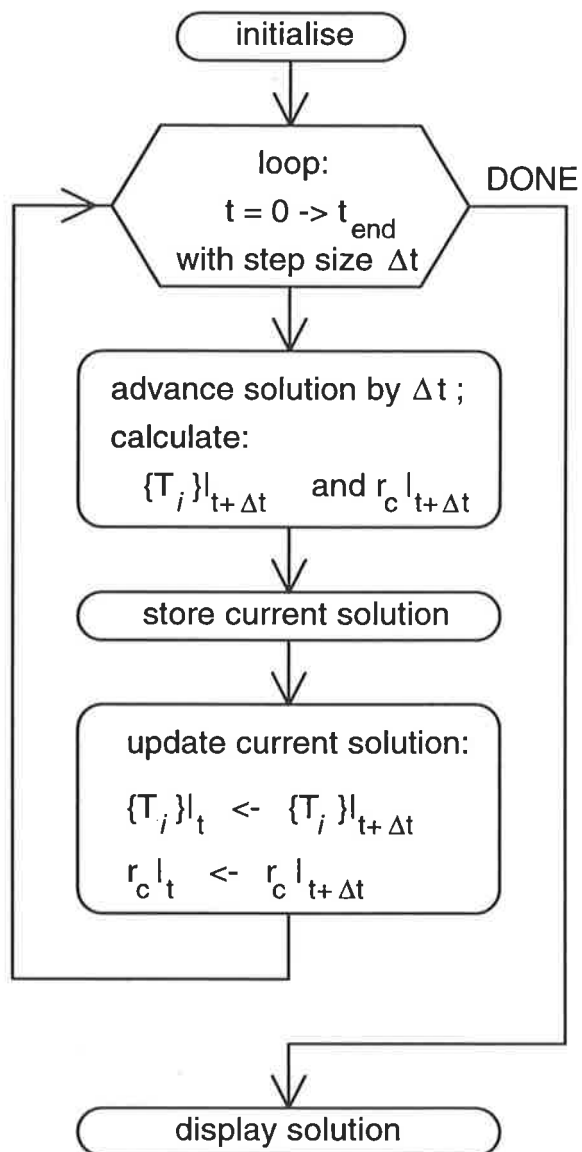 initialise
loop:
DONE
t = 0 -> t_end
with step size Δt
advance solution by Δt ;
calculate:
{T_i}|_t+Δt and r_c|_t+Δt
store current solution
update current solution:
{T_i}|_t <- {T_i}|_t+Δt
r_c|_t <- r_c|_t+Δt
display solution